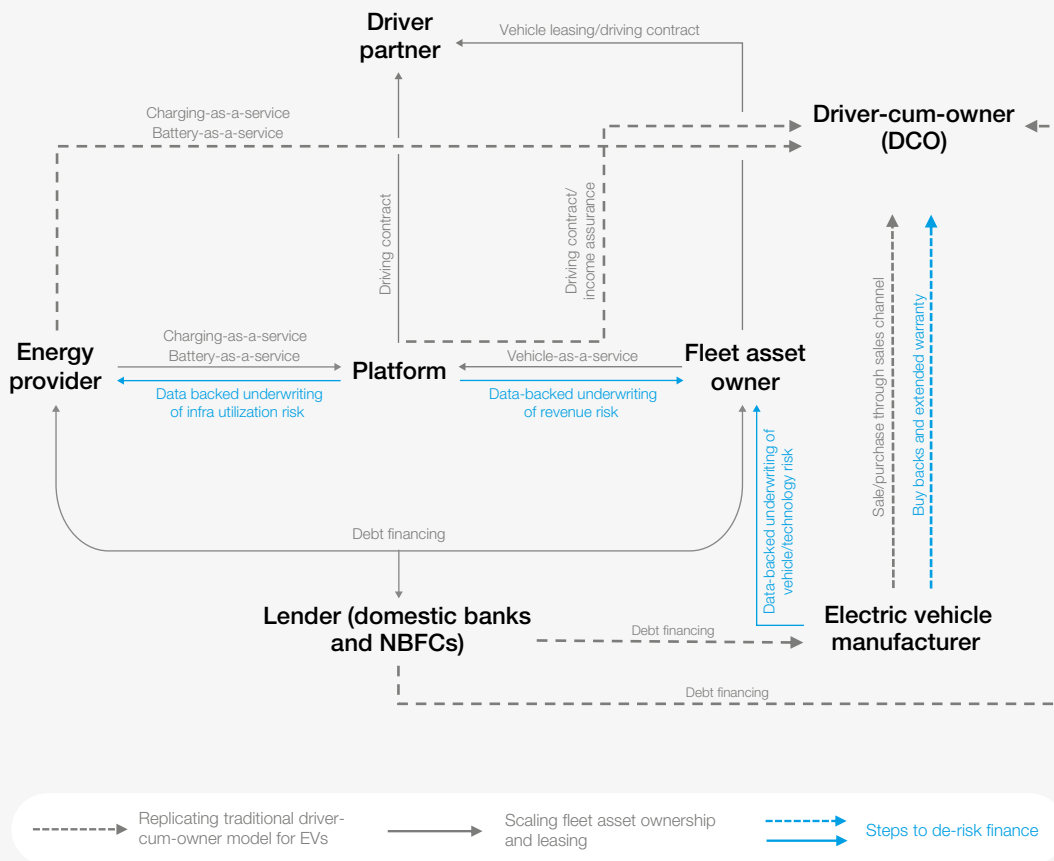 Driver
partner
Vehicle leasing/driving contract
Charging-as-a-service
Battery-as-a-service
Driver-cum-owner
(DCO)
Driving contract
Driving contract/
income assurance
Sale/purchase through sales channel
Buy backs and extended warranty
Energy
provider
Charging-as-a-service
Battery-as-a-service
Data backed underwriting
of infra utilization risk
Platform
Vehicle-as-a-service
Data-backed underwriting
of revenue risk
Fleet asset
owner
Data-backed underwriting of
vehicle/technology risk
Debt financing
Lender (domestic banks
and NBFCs)
Debt financing
Electric vehicle
manufacturer
Debt financing
Replicating traditional driver-
cum-owner model for EVs
Scaling fleet asset ownership
and leasing
Steps to de-risk finance